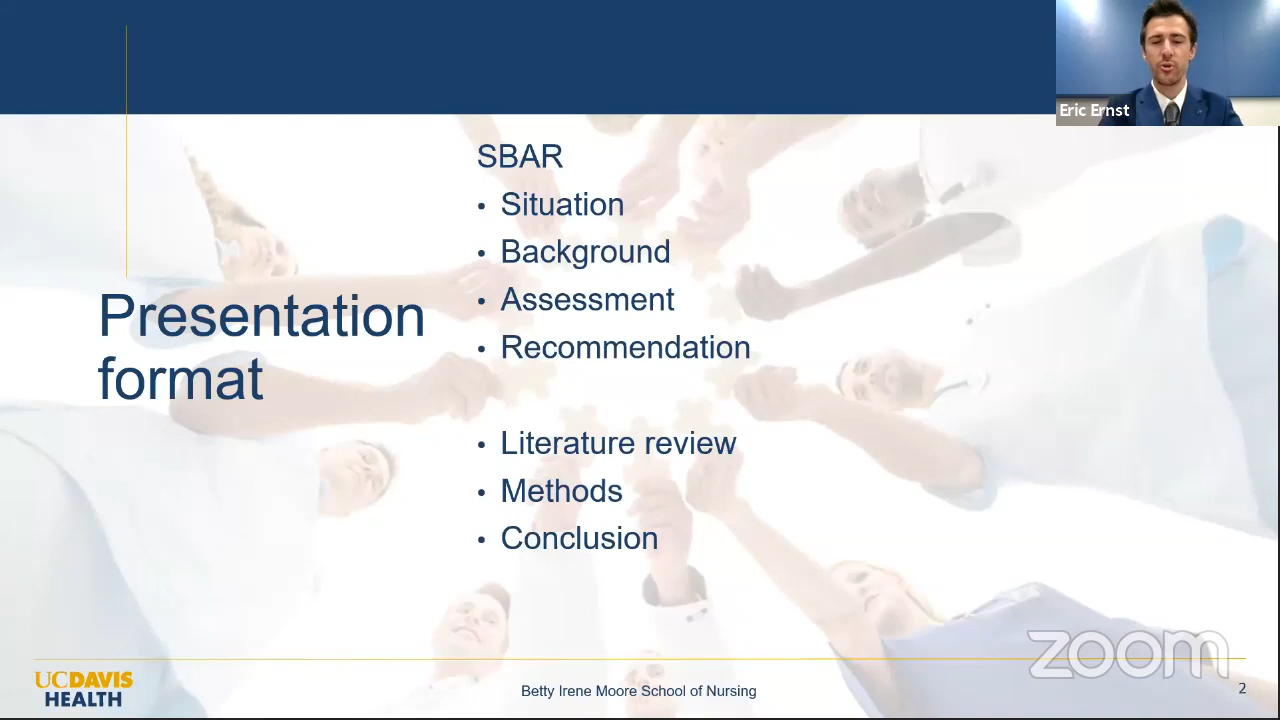 Eric Ernst
Presentation
format
SBAR
• Situation
• Background
• Assessment
• Recommendation
• Literature review
• Methods
• Conclusion
UCDAVIS
HEALTH
Betty Irene Moore School of Nursing
zoom
2